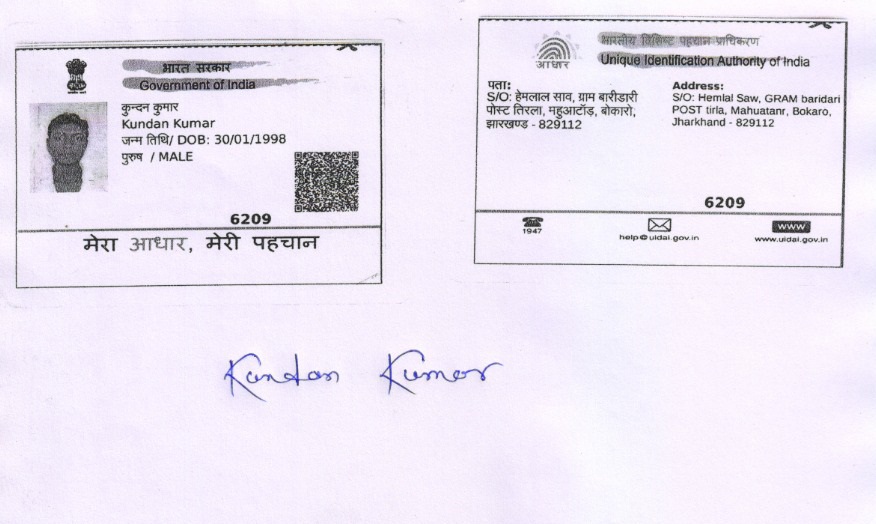 भारत सरकार
Government of India
कुन्दन कुमार
Kundan Kumar
जन्म तिथि/ DOB: 30/01/1998
पुरुष / MALE
6209
मेरा आधार, मेरी पहचान
आधार
भारतीय विशिष्ट पहचान प्राधिकरण
Unique Identification Authority of India
पता:
S/O: हेमलाल साव, ग्राम बारीडारी
पोस्ट तिरला, महुआटाँड़, बोकारो,
झारखण्ड - 829112
Address:
S/O: Hemlal Saw, GRAM baridari
POST tirla, Mahuatanr, Bokaro,
Jharkhand - 829112
6209
1947
help@uidai.gov.in
www
www.uidai.gov.in
Kundan Kumar